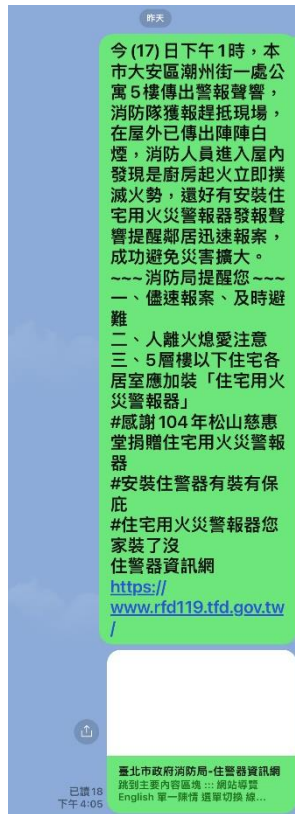 昨天
今(17)日下午1時，本
市大安區潮州街一處公
寓5樓傳出警報聲響，
消防隊獲報趕抵現場，
在屋外已傳出陣陣白
煙，消防人員進入屋內
發現是廚房起火立即撲
滅火勢，還好有安裝住
宅用火災警報器發報聲
響提醒鄰居迅速報案，
成功避免災害擴大。
~~~消防局提醒您~~~
一、儘速報案、及時避
難
二、人離火熄愛注意
三、5層樓以下住宅各
居室應加裝「住宅用火
災警報器」
#感謝104年松山慈惠
堂捐贈住宅用火災警報
器
#安裝住警器有裝有保
庇
#住宅用火災警報器您
家裝了沒
住警器資訊網
https://
www.rfd119.tfd.gov.tw
/
臺北市政府消防局-住警器資訊網
跳到主要內容區塊 ::: 網站導覽
English 單一陳情 選單切換 線...
已讀18
下午4:05